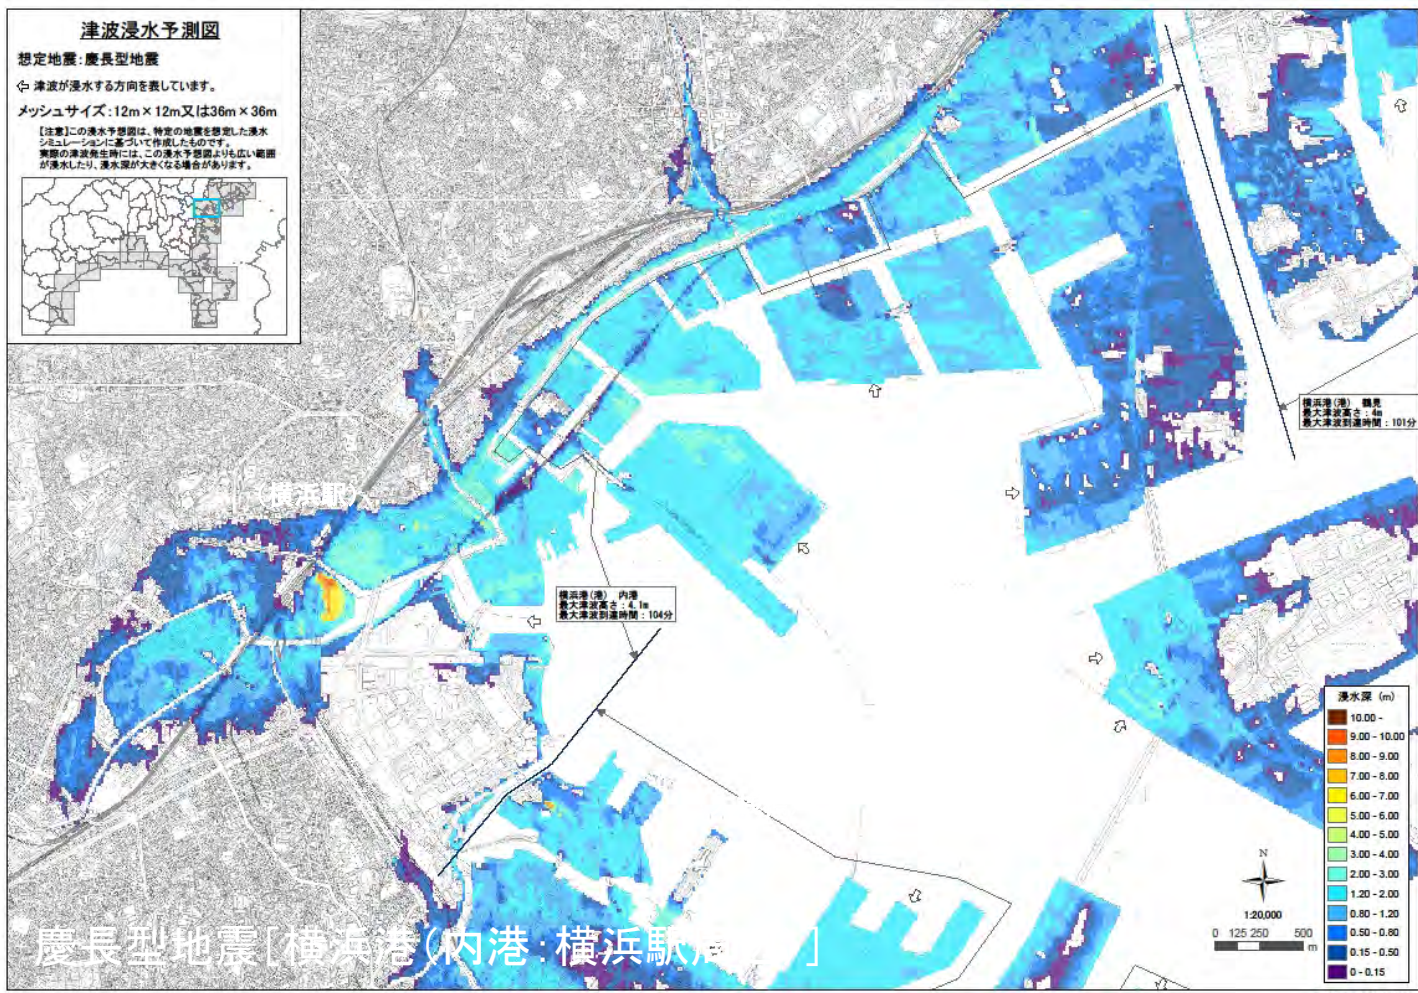 津波浸水予測図
想定地震：慶長型地震
津波が浸水する方向を表しています。
メッシュサイズ：12m×12m又は36m×36m
【注意】この浸水予想図は、特定の地震を想定した浸水
シミュレーションに基づいて作成したものです。
実際の津波発生時には、この浸水予想図よりも広い範囲
が浸水したり、浸水深が大きくなる場合があります。
横浜港(港) 鶴見
最大津波高さ：4m
最大津波到達時間：101分
(横浜駅)
横浜港(港) 内港
最大津波高さ：4.1m
最大津波到達時間：104分
浸水深 (m)
10.00 -
9.00 - 10.00
8.00 - 9.00
7.00 - 8.00
6.00 - 7.00
5.00 - 6.00
4.00 - 5.00
3.00 - 4.00
2.00 - 3.00
1.20 - 2.00
0.80 - 1.20
0.50 - 0.80
0.15 - 0.50
0 - 0.15
N
1:20,000
0 125 250 500
m
慶長型地震[横浜港(内港：横浜駅 ]